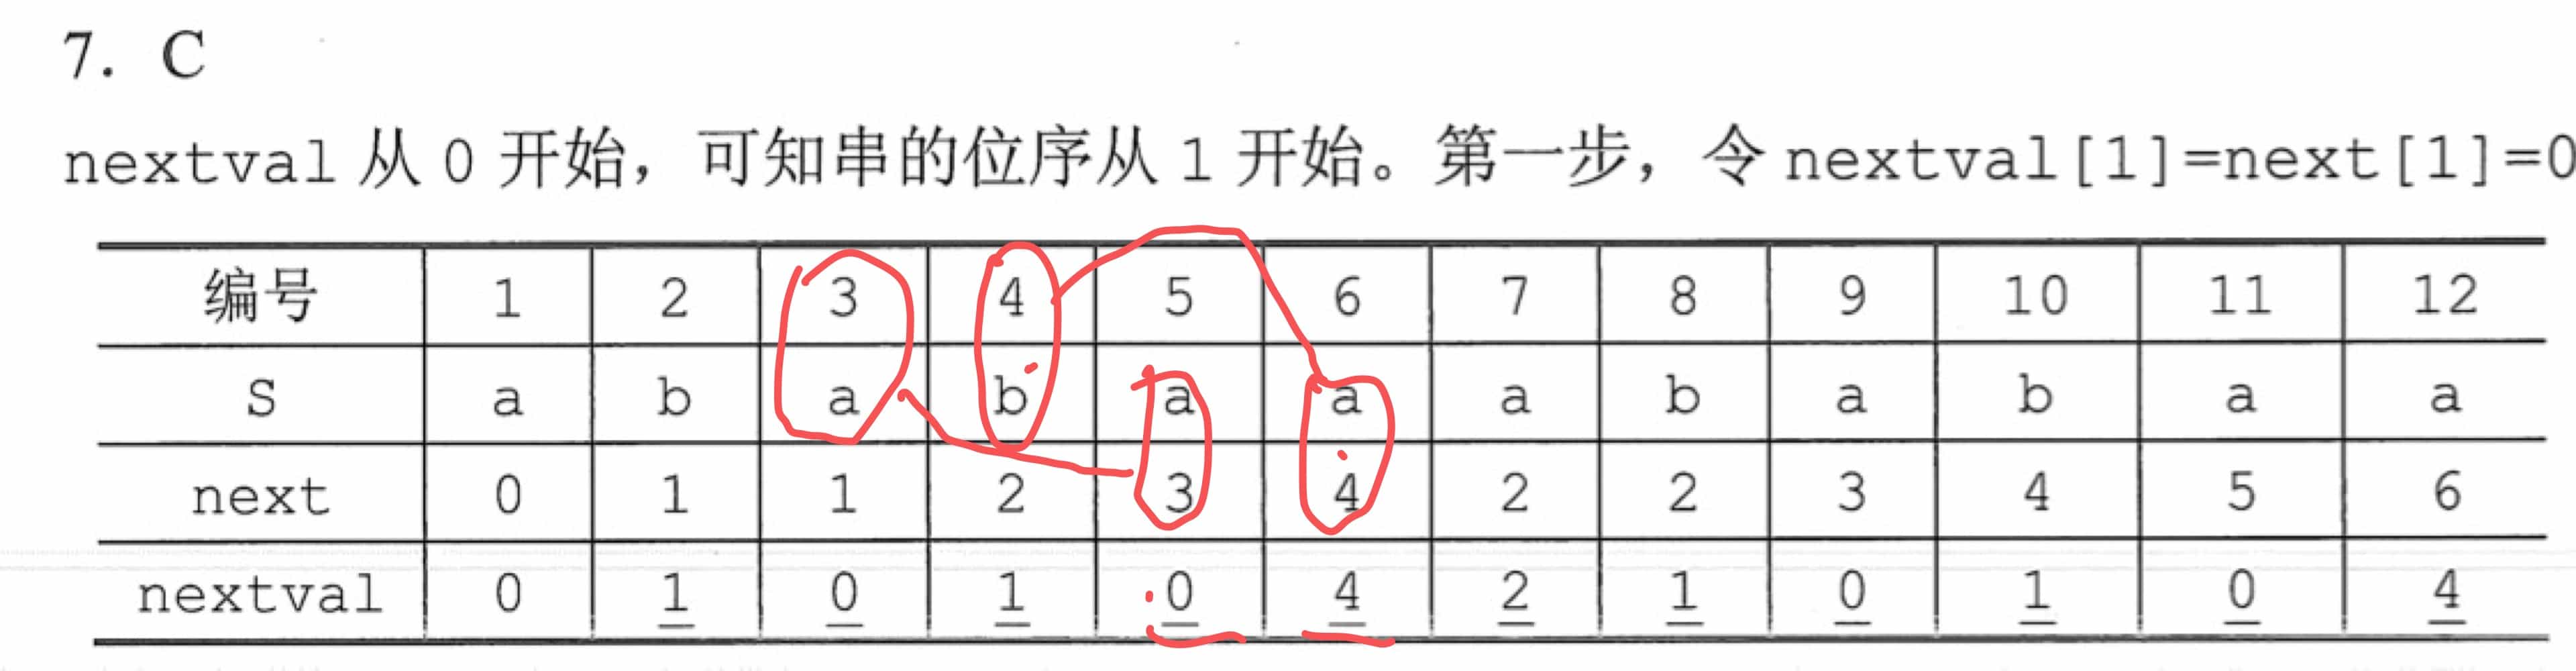 7. C
nextval 从 0 开始，可知串的位序从 1 开始。第一步，令 nextval[1]=next[1]=0
编号 1 2 3 4 5 6 7 8 9 10 11 12
S a b a b a a a b a b a a
next 0 1 1 2 3 4 2 2 3 4 5 6
nextval 0 1 0 1 0 4 2 1 0 1 0 4